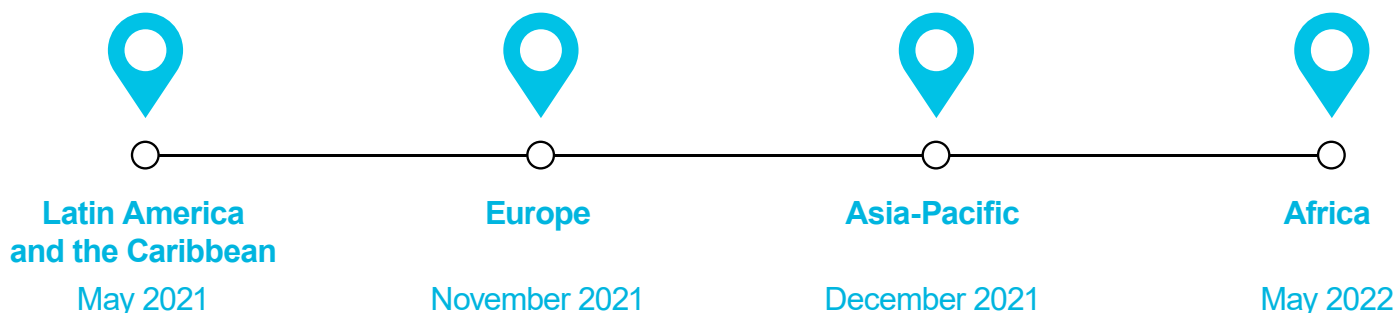 Latin America
and the Caribbean
May 2021
Europe
November 2021
Asia-Pacific
December 2021
Africa
May 2022